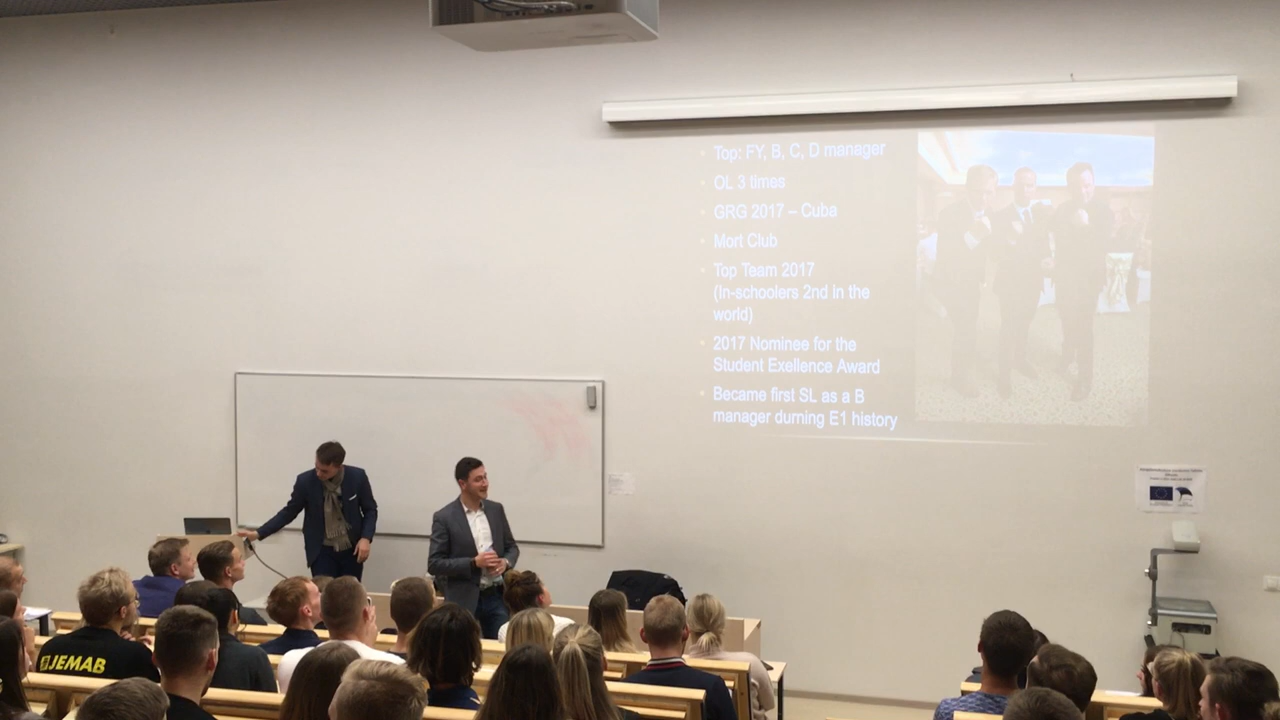 Top: FY, B, C, D manager
OL 3 times
GRG 2017 – Cuba
Mort Club
Top Team 2017
(In-schoolers 2nd in the
world)
2017 Nominee for the
Student Exellence Award
Became first SL as a B
manager durning E1 history
JEMAB